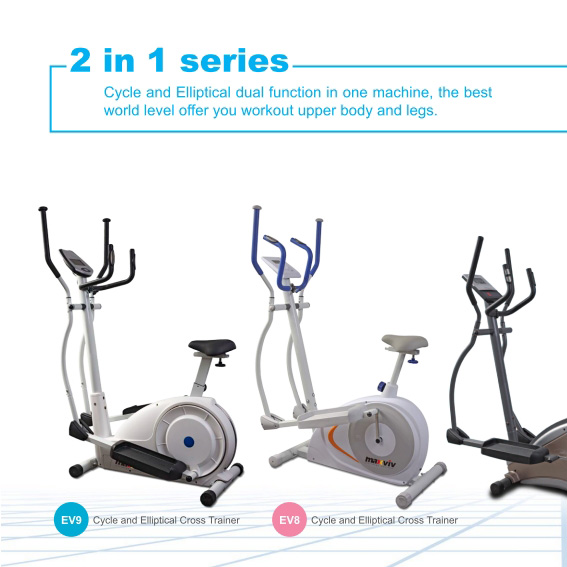 2 in 1 series
Cycle and Elliptical dual function in one machine, the best
world level offer you workout upper body and legs.
EV9 Cycle and Elliptical Cross Trainer
EV8 Cycle and Elliptical Cross Trainer